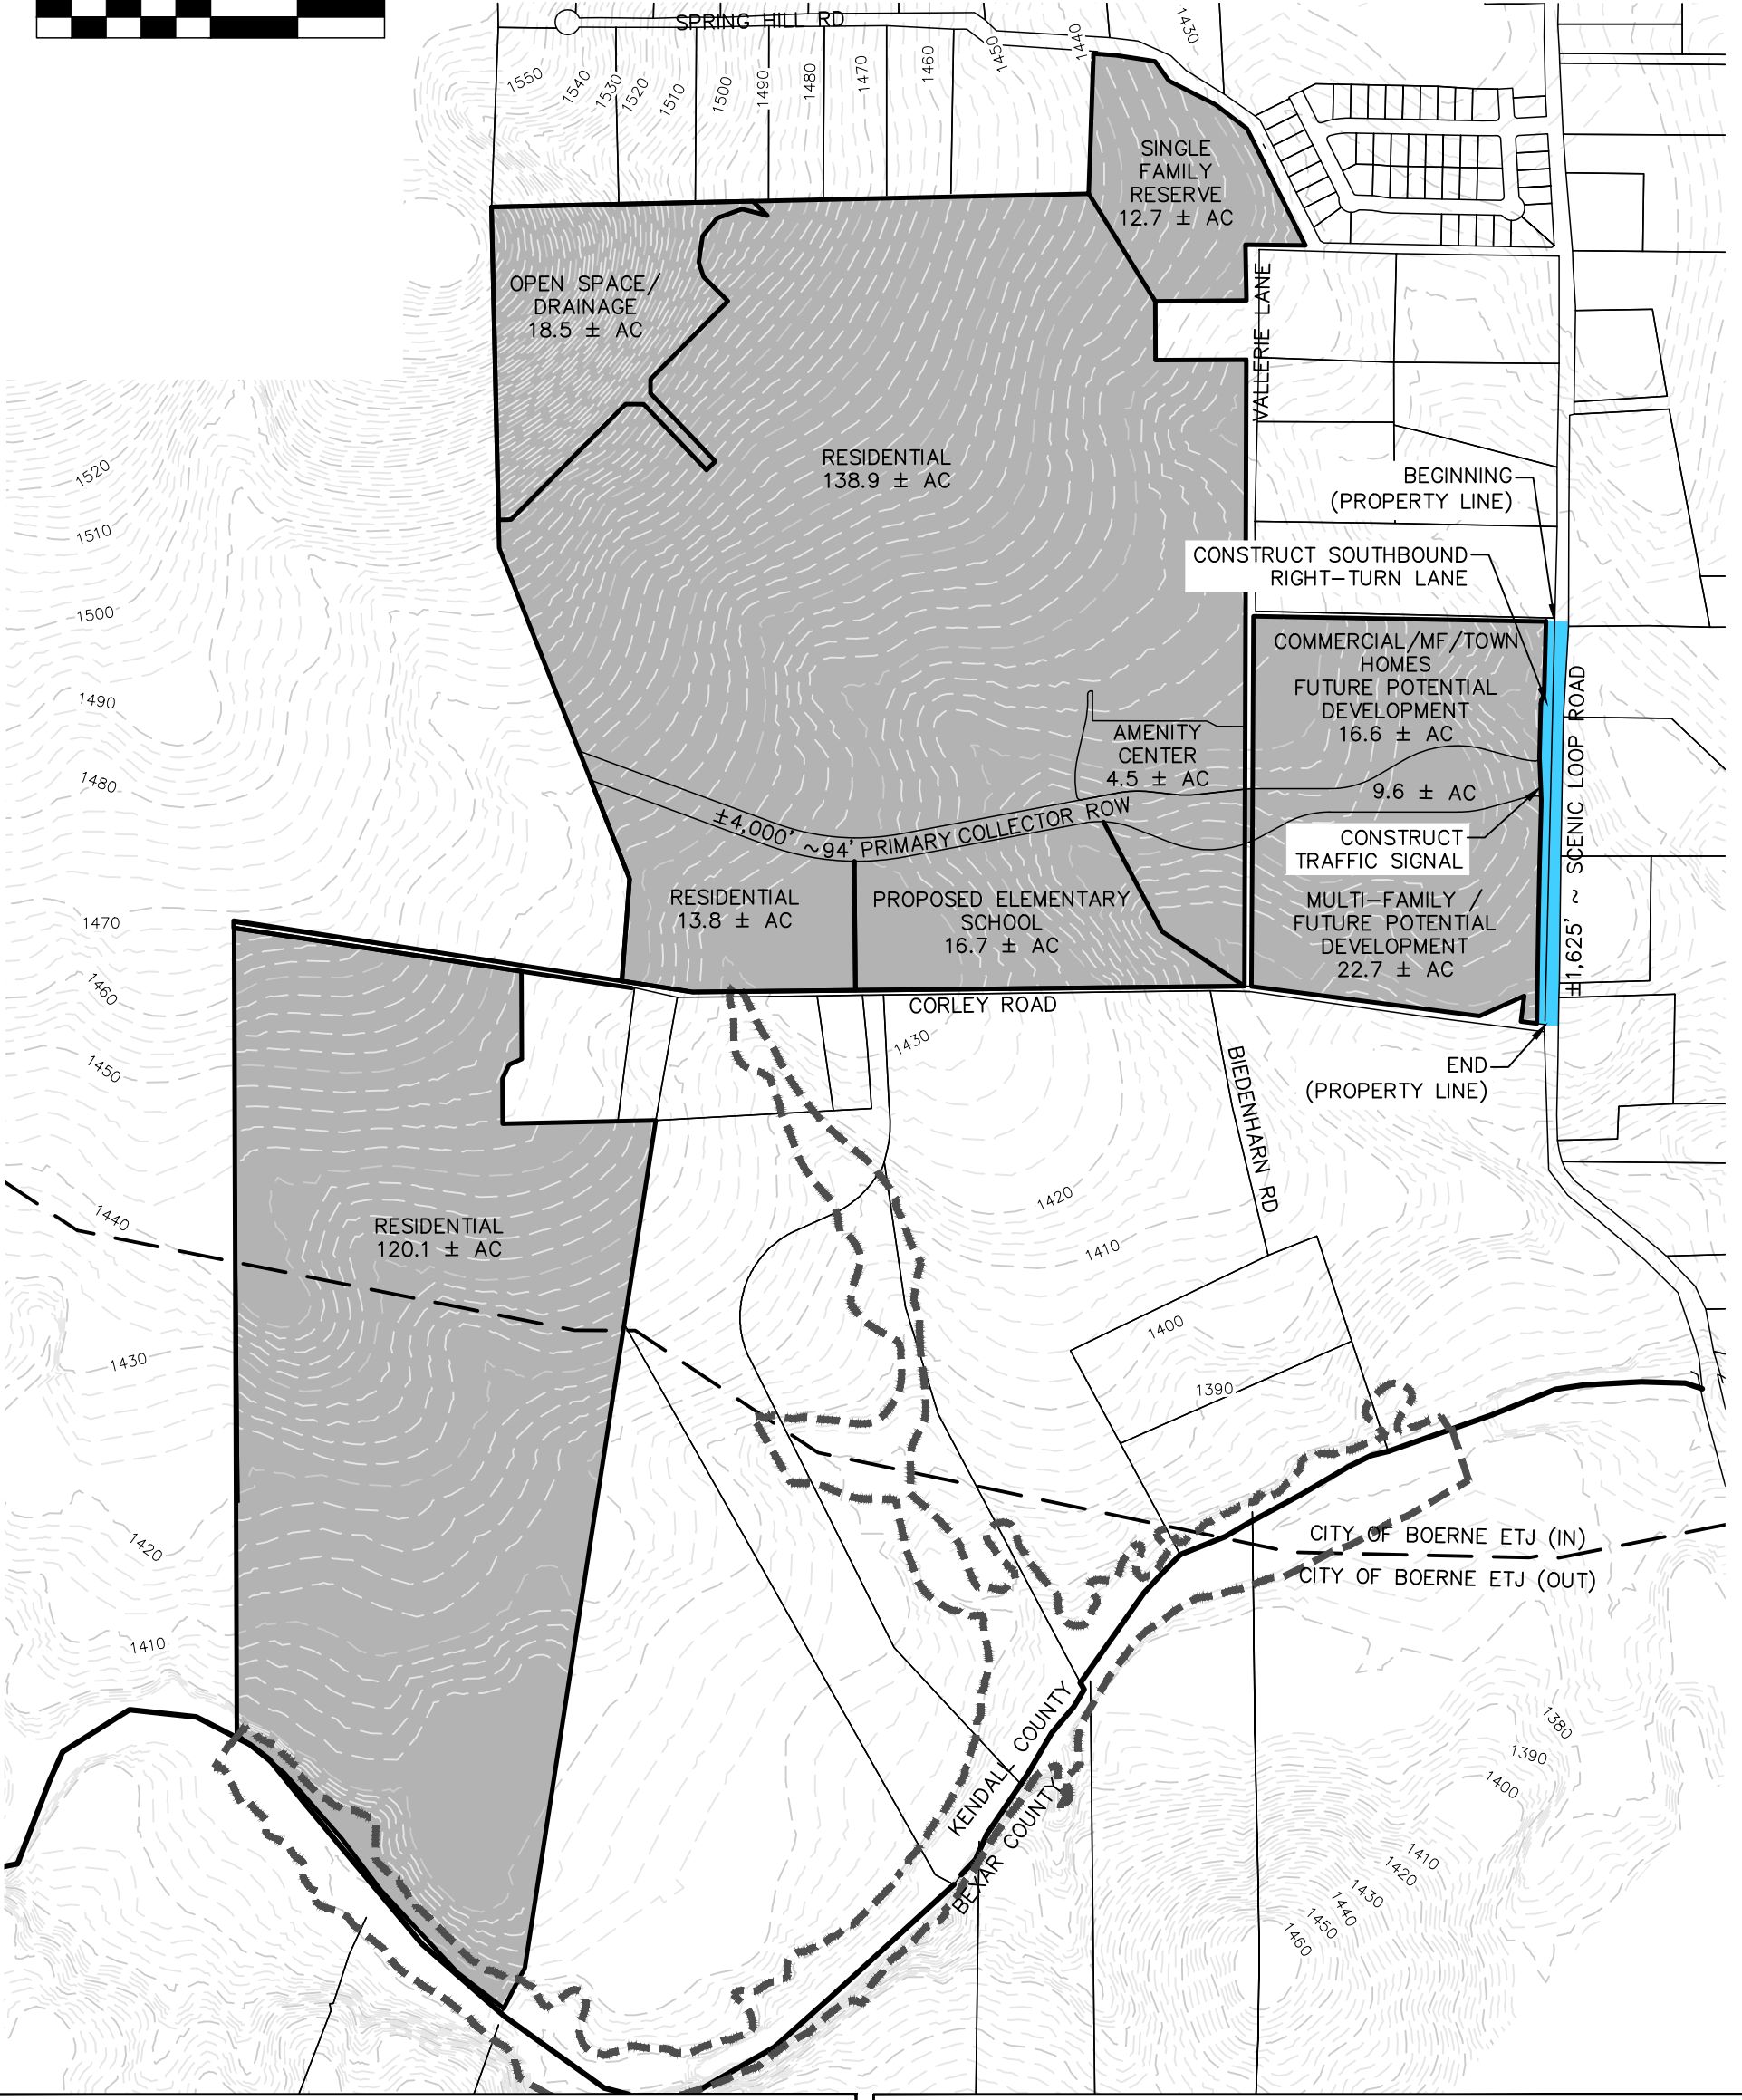 SPRING HILL RD
1550
1540
1530
1520
1510
1500
1490
1480
1470
1460
1450
1440
1430
SINGLE
FAMILY
RESERVE
12.7 ± AC
OPEN SPACE/
DRAINAGE
18.5 ± AC
VALLERIE LANE
RESIDENTIAL
138.9 ± AC
BEGINNING
(PROPERTY LINE)
CONSTRUCT SOUTHBOUND
RIGHT-TURN LANE
1520
1510
1500
1490
1480
1470
1460
1450
1440
1430
1420
1410
COMMERCIAL/MF/TOWN
HOMES
FUTURE POTENTIAL
DEVELOPMENT
16.6 ± AC
AMENITY
CENTER
4.5 ± AC
9.6 ± AC
±4,000' ~94' PRIMARY COLLECTOR ROW
CONSTRUCT
TRAFFIC SIGNAL
±1,625' ~ SCENIC LOOP ROAD
RESIDENTIAL
13.8 ± AC
PROPOSED ELEMENTARY
SCHOOL
16.7 ± AC
MULTI-FAMILY /
FUTURE POTENTIAL
DEVELOPMENT
22.7 ± AC
CORLEY ROAD
1430
BIEDENHARN RD
END
(PROPERTY LINE)
1420
1410
1400
1390
RESIDENTIAL
120.1 ± AC
CITY OF BOERNE ETJ (IN)
CITY OF BOERNE ETJ (OUT)
KENDALL COUNTY
BEXAR COUNTY
1380
1390
1400
1410
1420
1430
1440
1450
1460